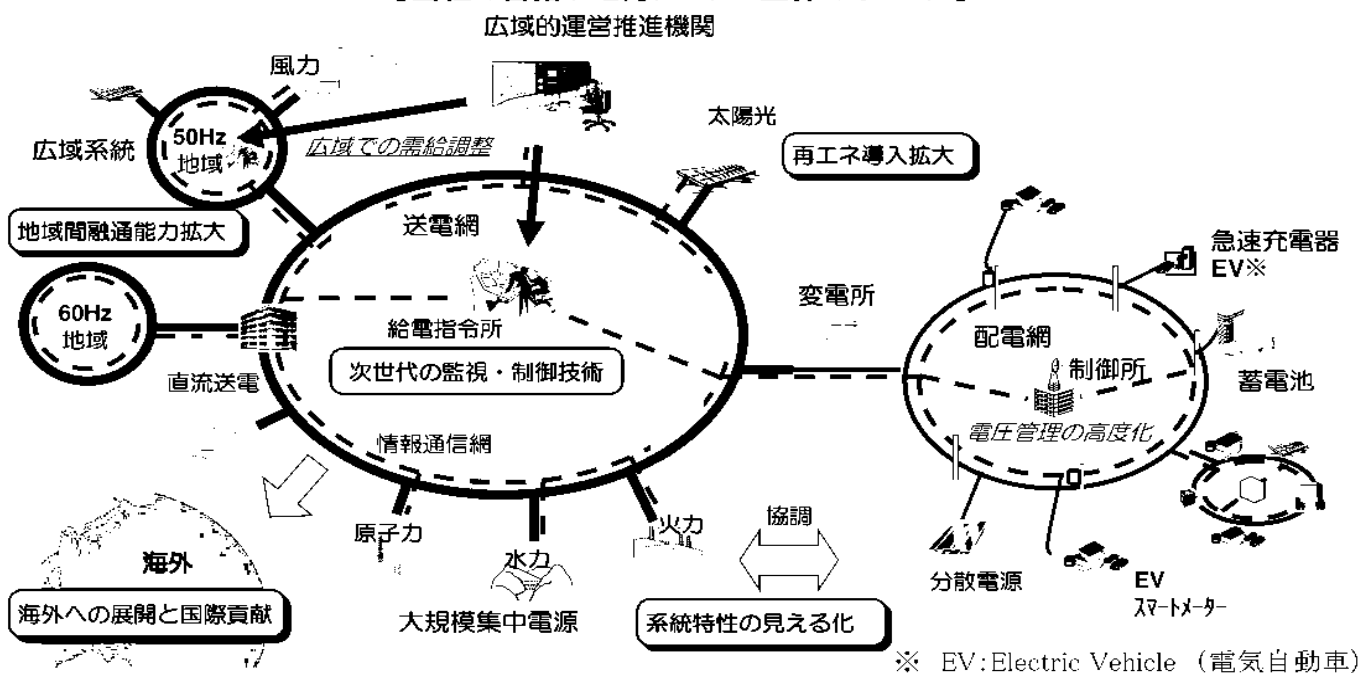 広域的運営推進機関
風力
太陽光
再エネ導入拡大
広域系統
50Hz
地域
広域での需給調整
地域間融通能力拡大
送電網
急速充電器
EV※
60Hz
地域
変電所
配電網
給電指令所
制御所
次世代の監視・制御技術
直流送電
蓄電池
電圧管理の高度化
情報通信網
原子力
火力
水力
協調
海外
海外への展開と国際貢献
大規模集中電源
系統特性の見える化
分散電源
EV
スマートメーター
※ EV:Electric Vehicle (電気自動車)